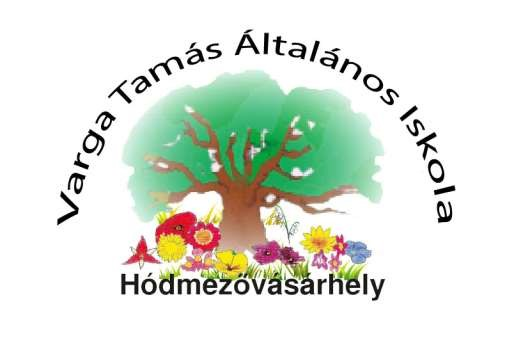 Varga Tamás Általános Iskola
Hódmezővásárhely